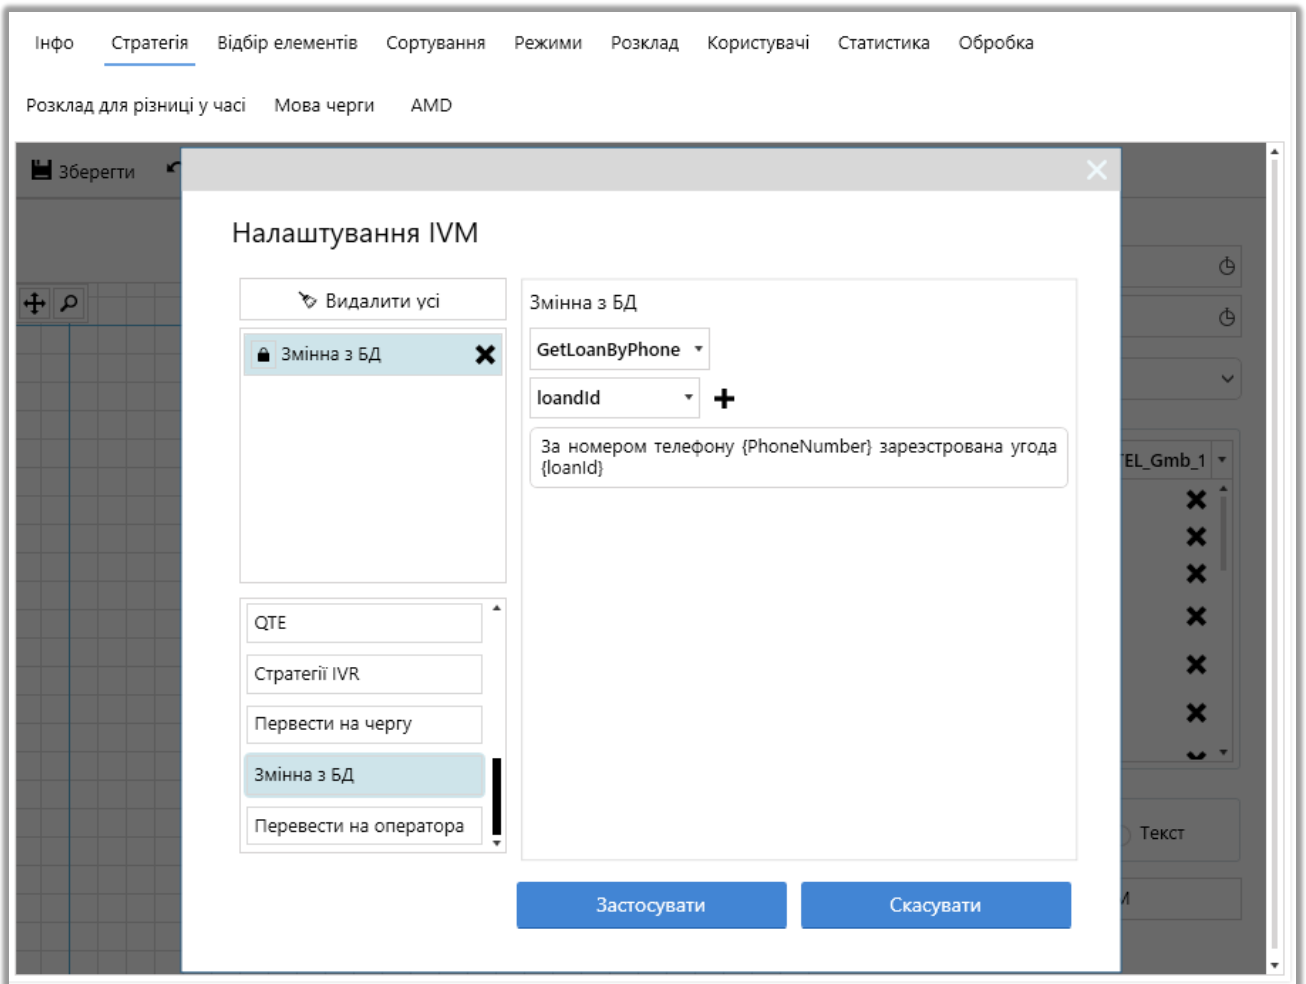 Інфо Стратегія Відбір елементів Сортування Режими Розклад Користувачі Статистика Обробка
Розклад для різниці у часі Мова черги AMD
Зберегти
Налаштування IVM
Видалити усі
Змінна з БД
Змінна з БД
GetLoanByPhone
loandId
За номером телефону {PhoneNumber} зареэстрована угода
{loanId}
TEL_Gmb_1
QTE
Стратегії IVR
Первести на чергу
Змінна з БД
Перевести на оператора
Текст
Застосувати
Скасувати